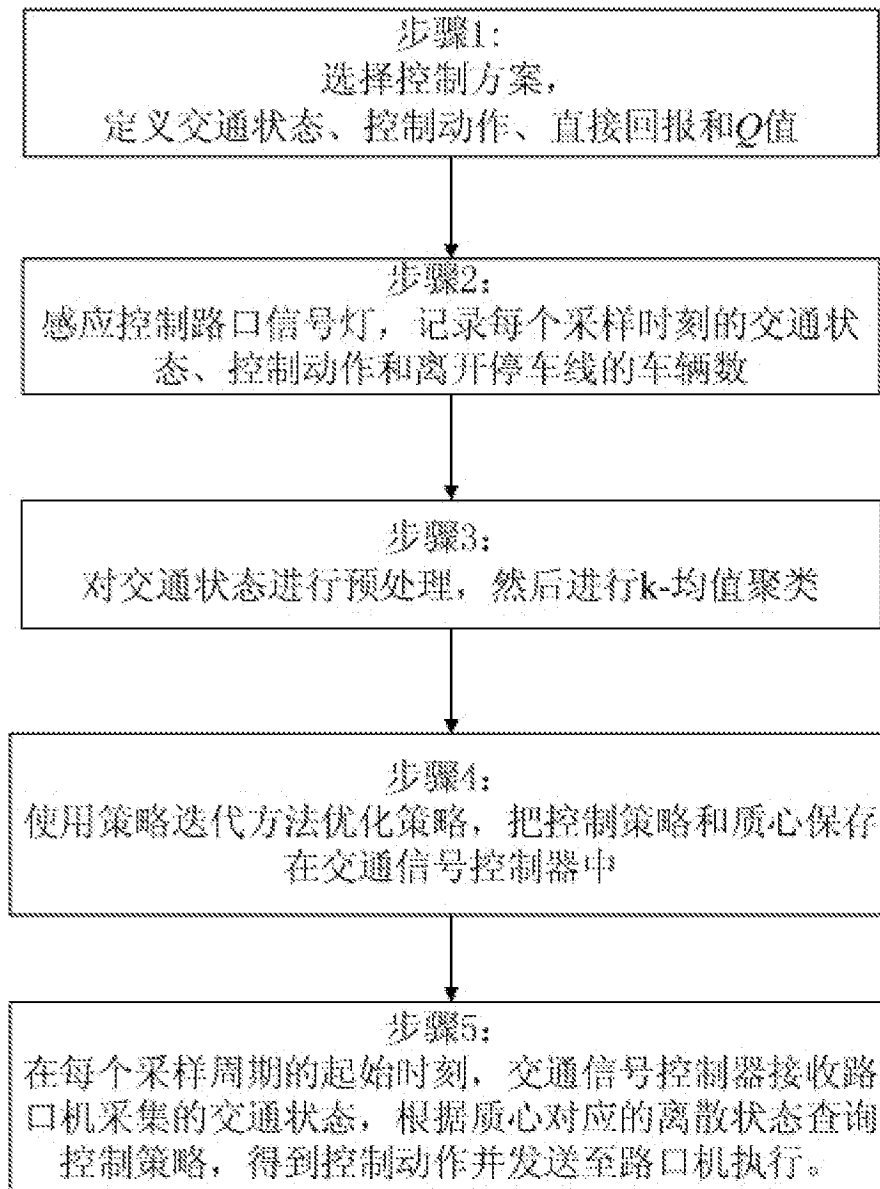 步骤1:
选择控制方案，
定义交通状态、控制动作、直接回报和Q值
步骤2:
感应控制路口信号灯，记录每个采样时刻的交通状
态、控制动作和离开停车线的车辆数
步骤3:
对交通状态进行预处理，然后进行k-均值聚类
步骤4:
使用策略迭代方法优化策略，把控制策略和质心保存
在交通信号控制器中
步骤5:
在每个采样周期的起始时刻，交通信号控制器接收路
口机采集的交通状态，根据质心对应的离散状态查询
控制策略，得到控制动作并发送至路口机执行。